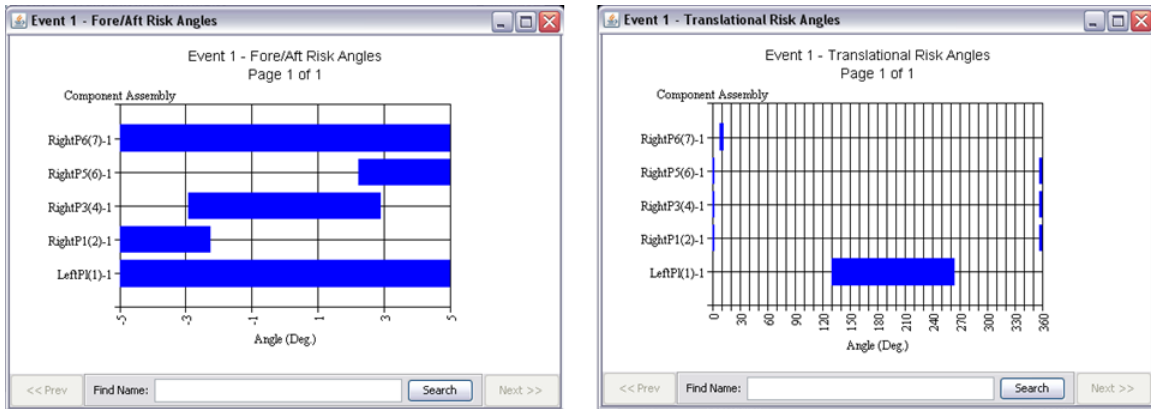 Event 1 - Fore/Aft Risk Angles
Event 1 - Fore/Aft Risk Angles
Page 1 of 1
Component Assembly
RightP6(7)-1
RightP5(6)-1
RightP3(4)-1
RightP1(2)-1
LeftPl(1)-1
-5 -3 -1 1 3 5
Angle (Deg.)
<< Prev Find Name: Search Next >>
Event 1 - Translational Risk Angles
Event 1 - Translational Risk Angles
Page 1 of 1
Component Assembly
RightP6(7)-1
RightP5(6)-1
RightP3(4)-1
RightP1(2)-1
LeftPl(1)-1
0 30 60 90 120 150 180 210 240 270 300 330 360
Angle (Deg.)
<< Prev Find Name: Search Next >>